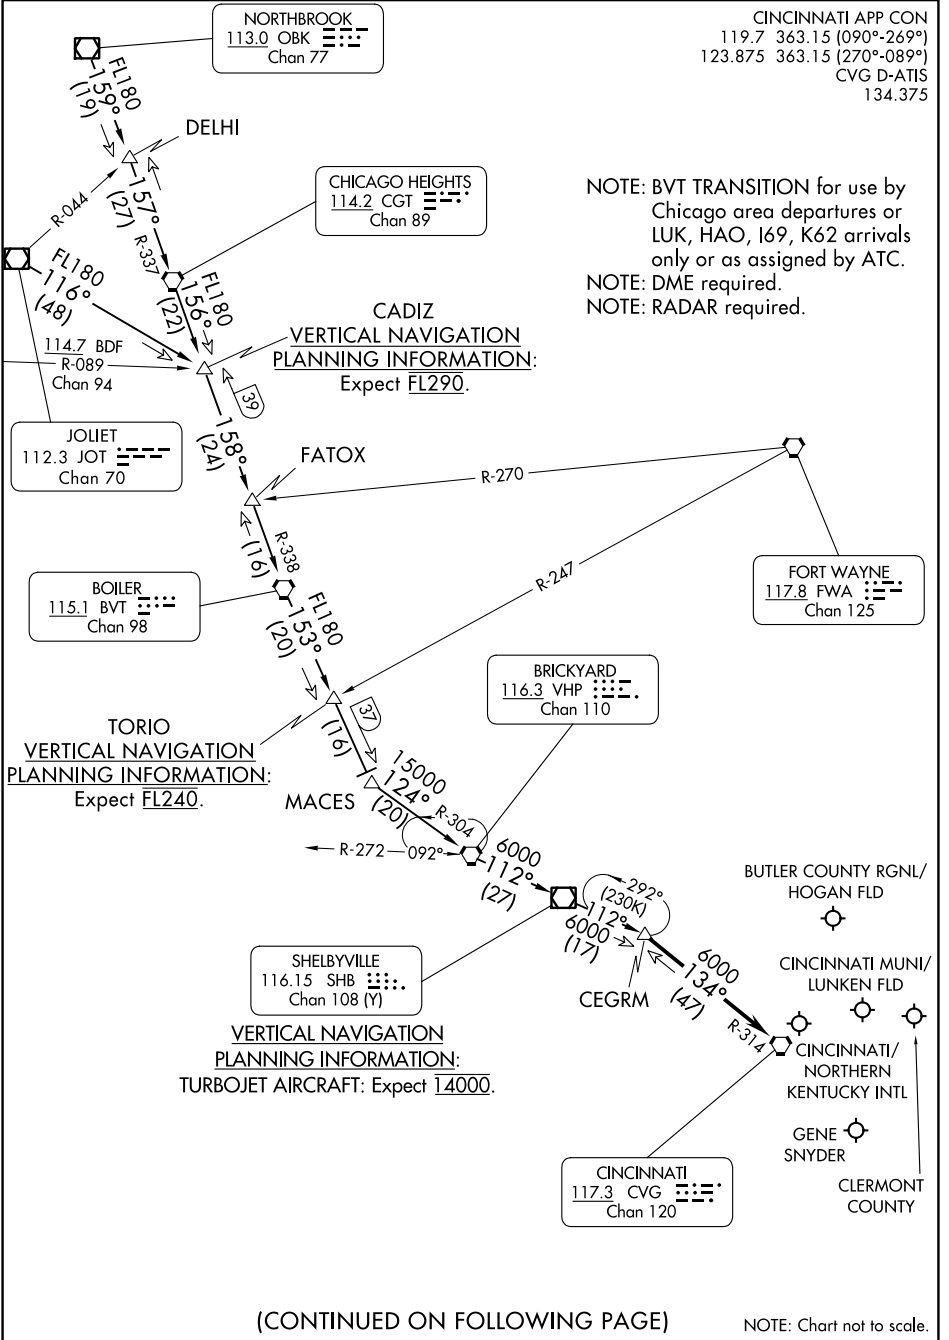 NORTHBROOK
113.0 OBK
Chan 77
CINCINNATI APP CON
119.7 363.15 (090°-269°)
123.875 363.15 (270°-089°)
CVG D-ATIS
134.375
FL180
159°
(19)
DELHI
CHICAGO HEIGHTS
114.2 CGT
Chan 89
NOTE: BVT TRANSITION for use by
Chicago area departures or
LUK, HAO, I69, K62 arrivals
only or as assigned by ATC.
NOTE: DME required.
NOTE: RADAR required.
R-044
157°
(27)
R-337
FL180
116°
(48)
FL180
156°
(22)
CADIZ
VERTICAL NAVIGATION
PLANNING INFORMATION:
Expect FL290.
114.7 BDF
R-089
Chan 94
39
JOLIET
112.3 JOT
Chan 70
158°
(24)
FATOX
R-270
R-247
(16)
R-338
BOILER
115.1 BVT
Chan 98
FORT WAYNE
117.8 FWA
Chan 125
FL180
153°
(20)
BRICKYARD
116.3 VHP
Chan 110
TORIO
VERTICAL NAVIGATION
PLANNING INFORMATION:
Expect FL240.
(16)
37
MACES
15000
124°
(20)
R-304
R-272
092°
6000
112°
(27)
292°
(230K)
112°
6000
(17)
CEGRM
BUTLER COUNTY RGNL/
HOGAN FLD
SHELBYVILLE
116.15 SHB
Chan 108 (Y)
VERTICAL NAVIGATION
PLANNING INFORMATION:
TURBOJET AIRCRAFT: Expect 14000.
6000
134°
(47)
R-314
CINCINNATI MUNI/
LUNKEN FLD
CINCINNATI/
NORTHERN
KENTUCKY INTL
GENE
SNYDER
CLERMONT
COUNTY
CINCINNATI
117.3 CVG
Chan 120
(CONTINUED ON FOLLOWING PAGE)
NOTE: Chart not to scale.